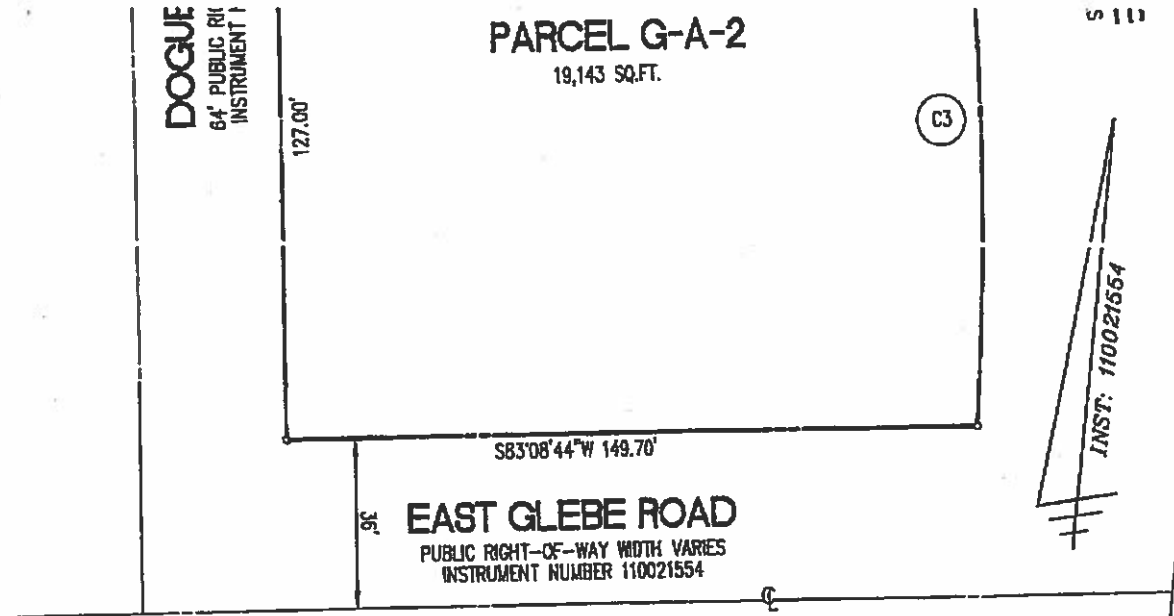 PARCEL G-A-2
19,143 SQ.FT.
DOGUE
64' PUBLIC
INSTRUMENT
127.00'
C3
INST: 110021554
S83°08'44"W 149.70'
36'
EAST GLEBE ROAD
PUBLIC RIGHT-OF-WAY WIDTH VARIES
INSTRUMENT NUMBER 110021554